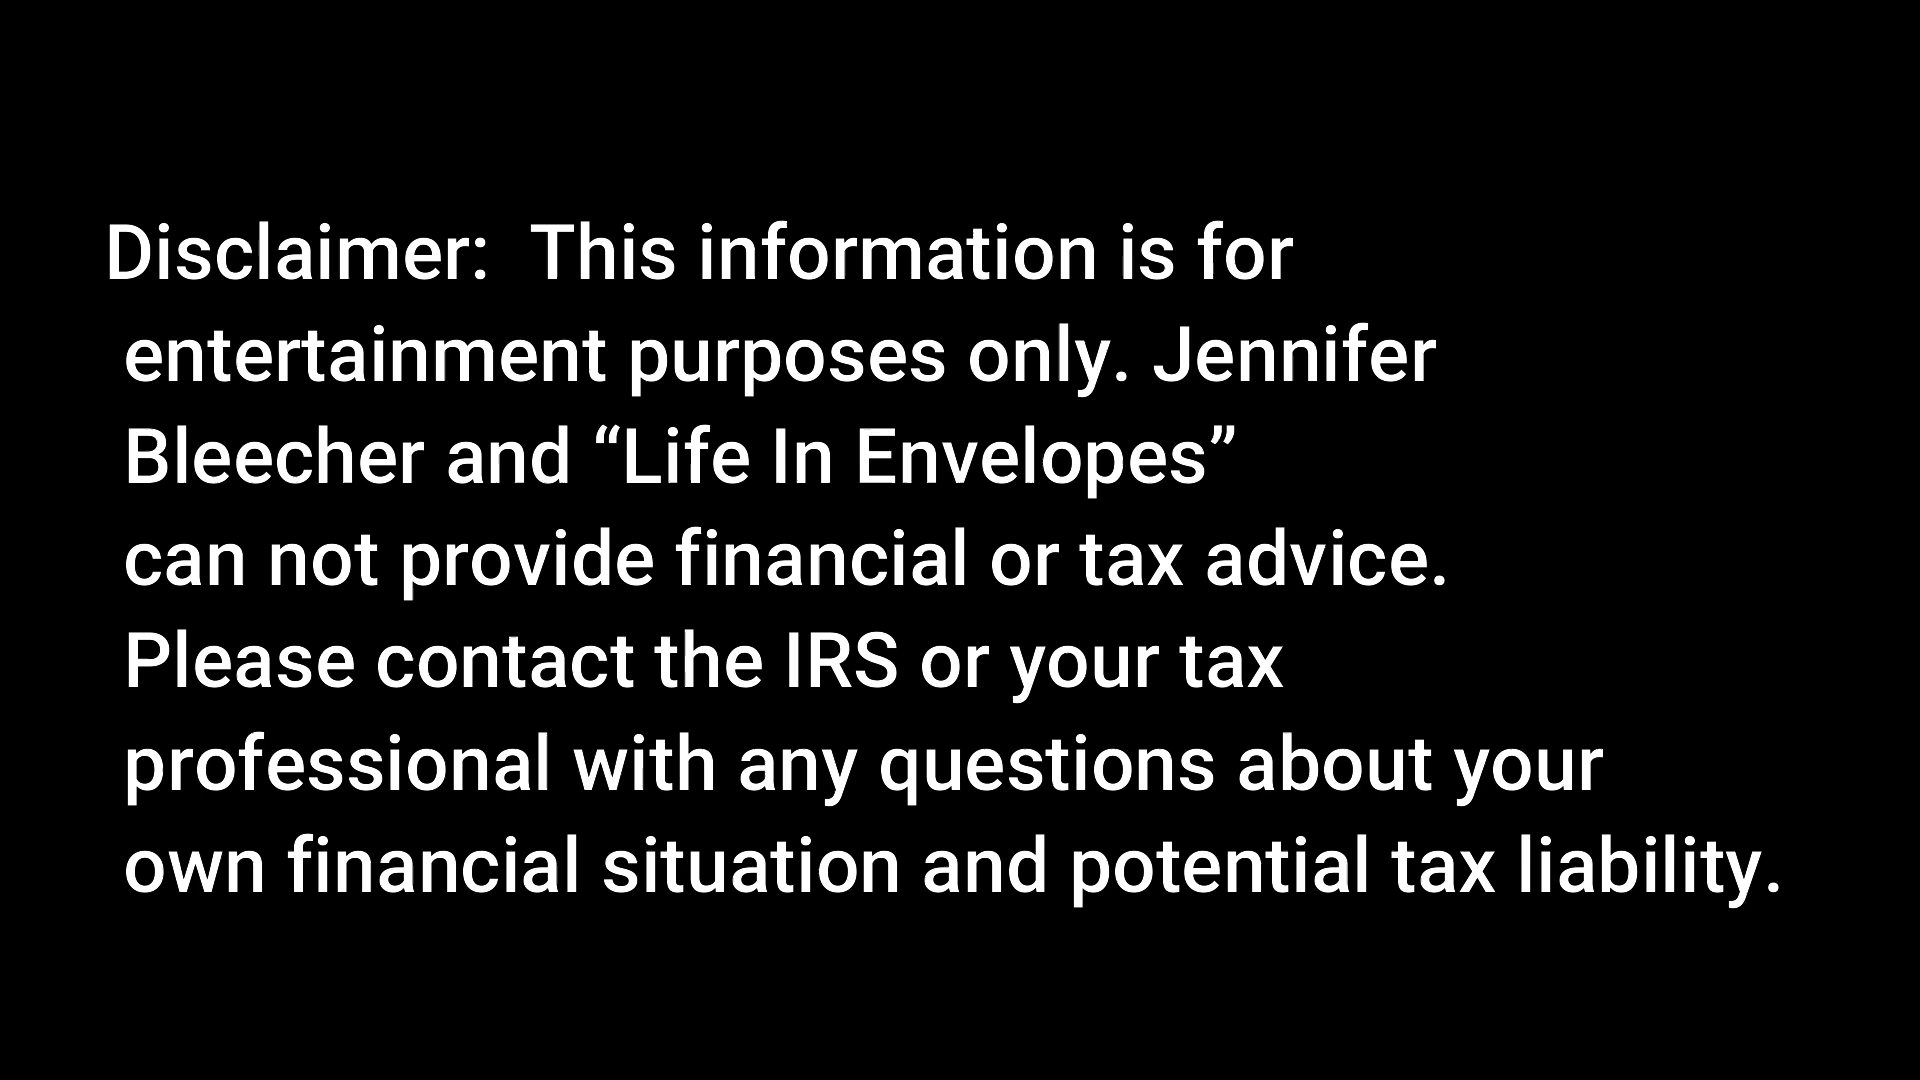 Disclaimer:  This information is for
entertainment purposes only. Jennifer
Bleecher and “Life In Envelopes”
can not provide financial or tax advice.
Please contact the IRS or your tax
professional with any questions about your
own financial situation and potential tax liability.